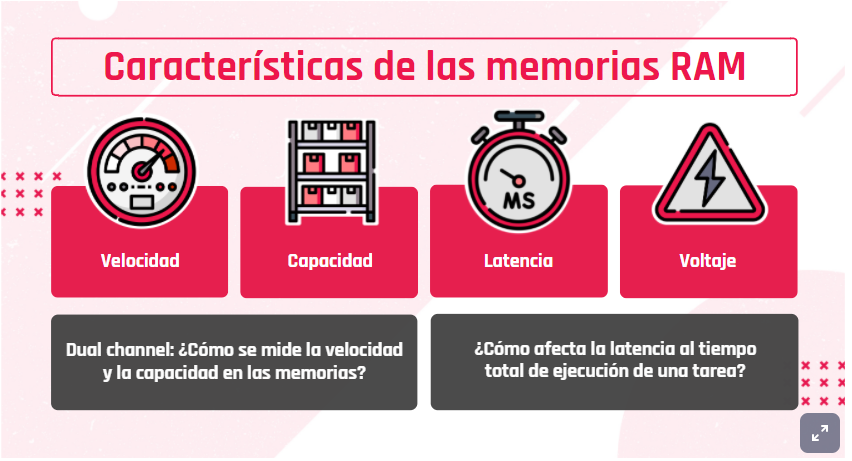 Características de las memorias RAM
MS
Velocidad
Capacidad
Latencia
Voltaje
Dual channel: ¿Cómo se mide la velocidad
y la capacidad en las memorias?
¿Cómo afecta la latencia al tiempo
total de ejecución de una tarea?